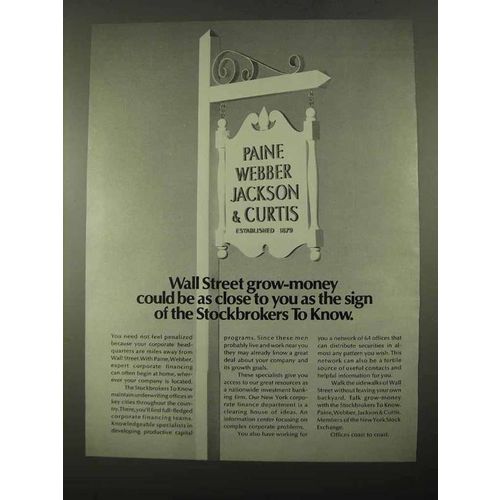 PAINE
WEBBER
JACKSON
& CURTIS
ESTABLISHED 1879
Wall Street grow-money
could be as close to you as the sign
of the Stockbrokers To Know.
You need not feel penalized
because your corporate head-
quarters are miles away from
Wall Street. With Paine, Webber,
expert corporate financing
can often begin at home, wher-
ever your company is located.
The Stockbrokers To Know
maintain underwriting offices in
key cities throughout the coun-
try. There, you'll find full-fledged
corporate financing teams.
Knowledgeable specialists in
developing, productive capital
programs. Since these men
probably live and work near you
they may already know a great
deal about your company and
its growth goals.
These specialists give you
access to our great resources as
a nationwide investment bank-
ing firm. Our New York corpo-
rate finance department is a
clearing house of ideas. An
information center focusing on
complex corporate problems.
You also have working for
you a network of 64 offices that
can distribute securities in al-
most any pattern you wish. This
network can also be a fertile
source of useful contacts and
helpful information for you.
Walk the sidewalks of Wall
Street without leaving your own
backyard. Talk grow-money
with the Stockbrokers To Know.
Paine, Webber, Jackson & Curtis.
Members of the New York Stock
Exchange.
Offices coast to coast.